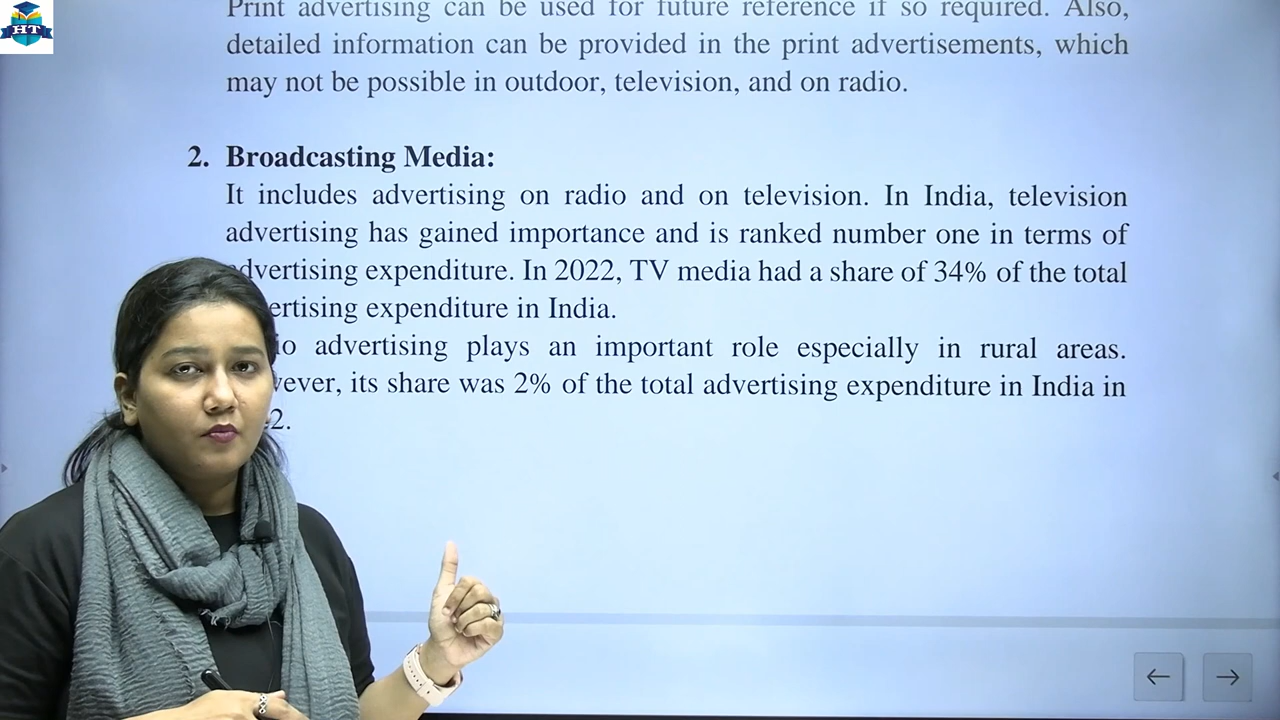 HT
Print advertising can be used for future reference if so required. Also,
detailed information can be provided in the print advertisements, which
may not be possible in outdoor, television, and on radio.
2. Broadcasting Media:
It includes advertising on radio and on television. In India, television
advertising has gained importance and is ranked number one in terms of
advertising expenditure. In 2022, TV media had a share of 34% of the total
ertising expenditure in India.
io advertising plays an important role especially in rural areas.
wever, its share was 2% of the total advertising expenditure in India in
2.